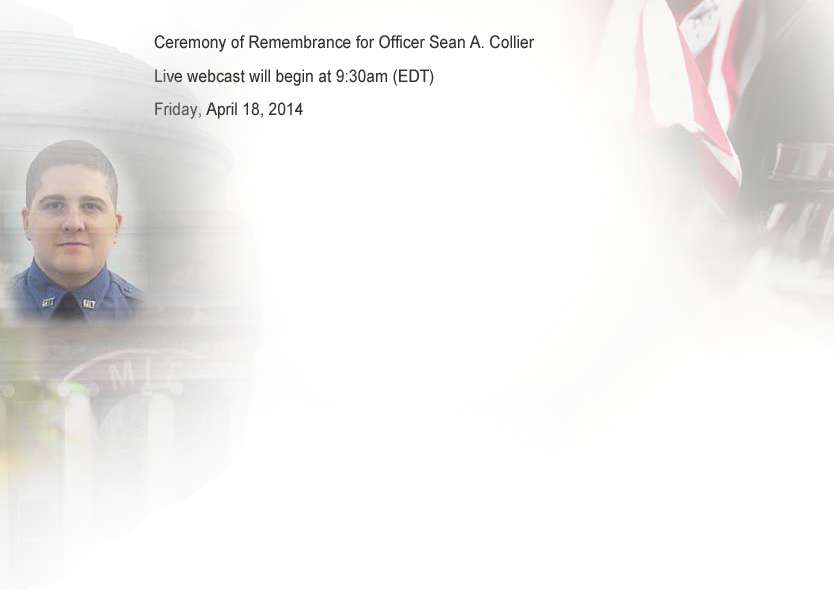 Ceremony of Remembrance for Officer Sean A. Collier
Live webcast will begin at 9:30am (EDT)
Friday, April 18, 2014
MIT